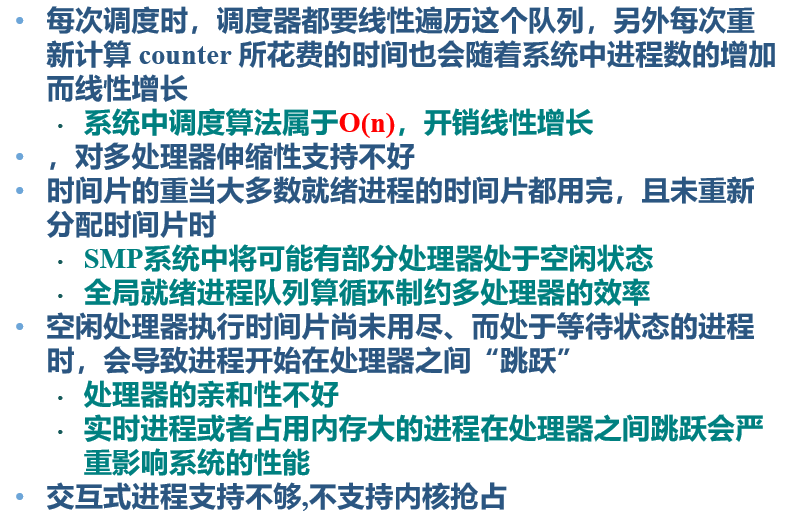 • 每次调度时，调度器都要线性遍历这个队列，另外每次重
新计算 counter 所花费的时间也会随着系统中进程数的增加
而线性增长
• 系统中调度算法属于O(n)，开销线性增长
• ，对多处理器伸缩性支持不好
• 时间片的重当大多数就绪进程的时间片都用完，且未重新
分配时间片时
• SMP系统中将可能有部分处理器处于空闲状态
• 全局就绪进程队列算循环制约多处理器的效率
• 空闲处理器执行时间片尚未用尽、而处于等待状态的进程
时，会导致进程开始在处理器之间“跳跃”
• 处理器的亲和性不好
• 实时进程或者占用内存大的进程在处理器之间跳跃会严
重影响系统的性能
• 交互式进程支持不够,不支持内核抢占